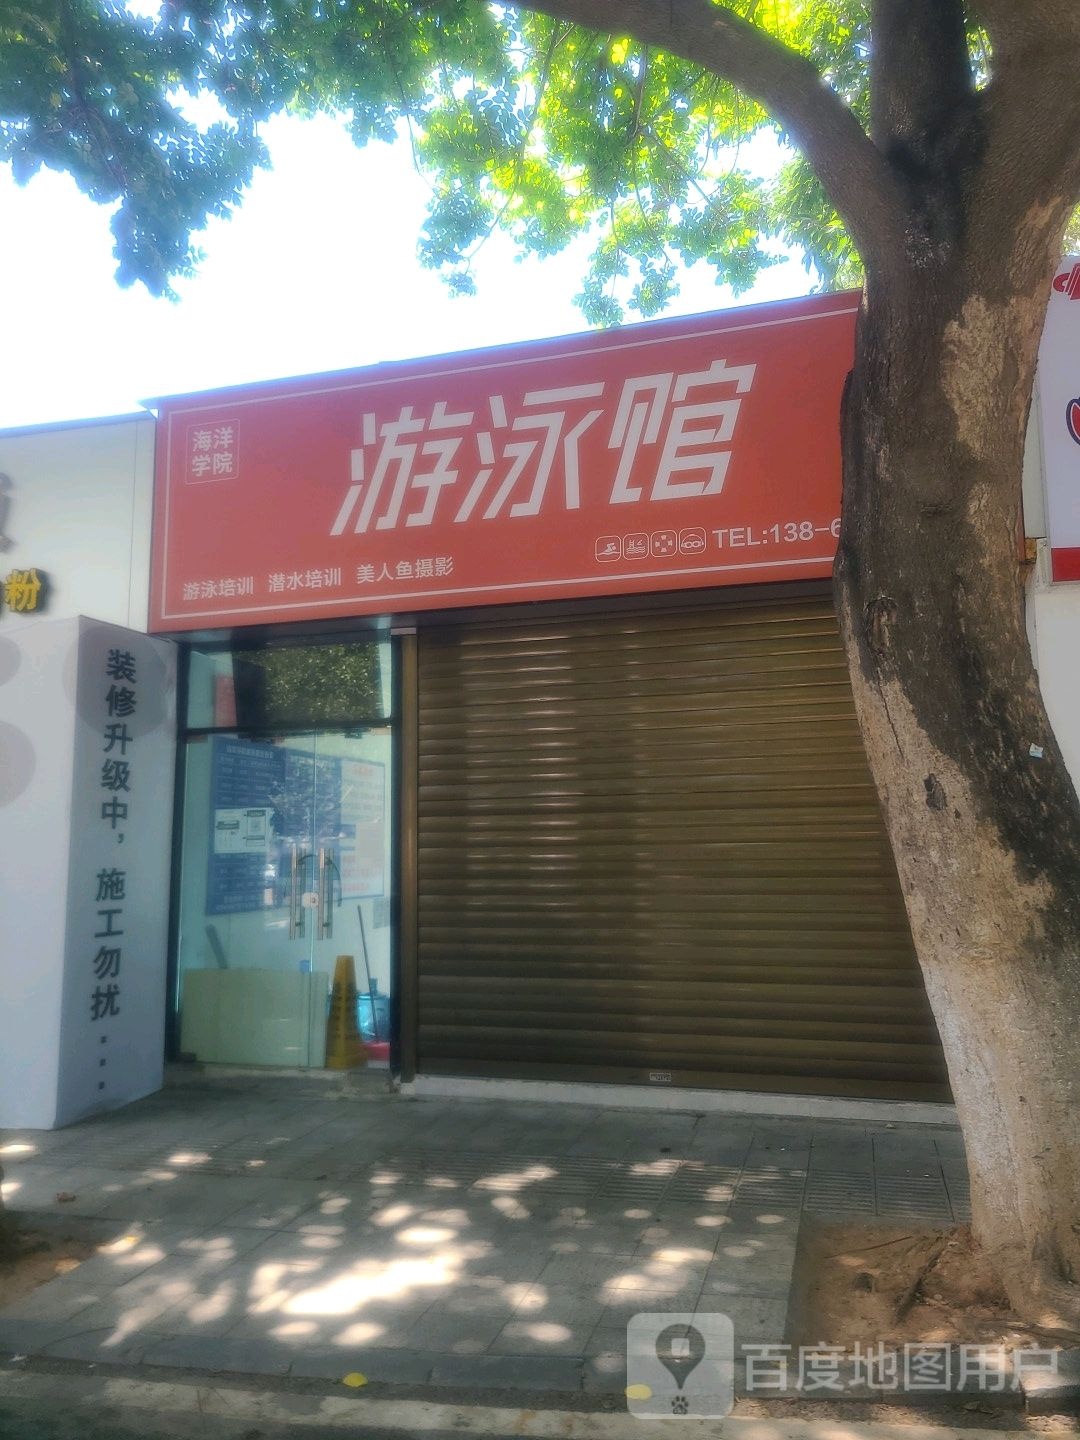 海洋
学院
游泳馆
TEL:138-6
游泳培训 潜水培训 美人鱼摄影
粉
装修升级中，施工勿扰....
百度地图用户